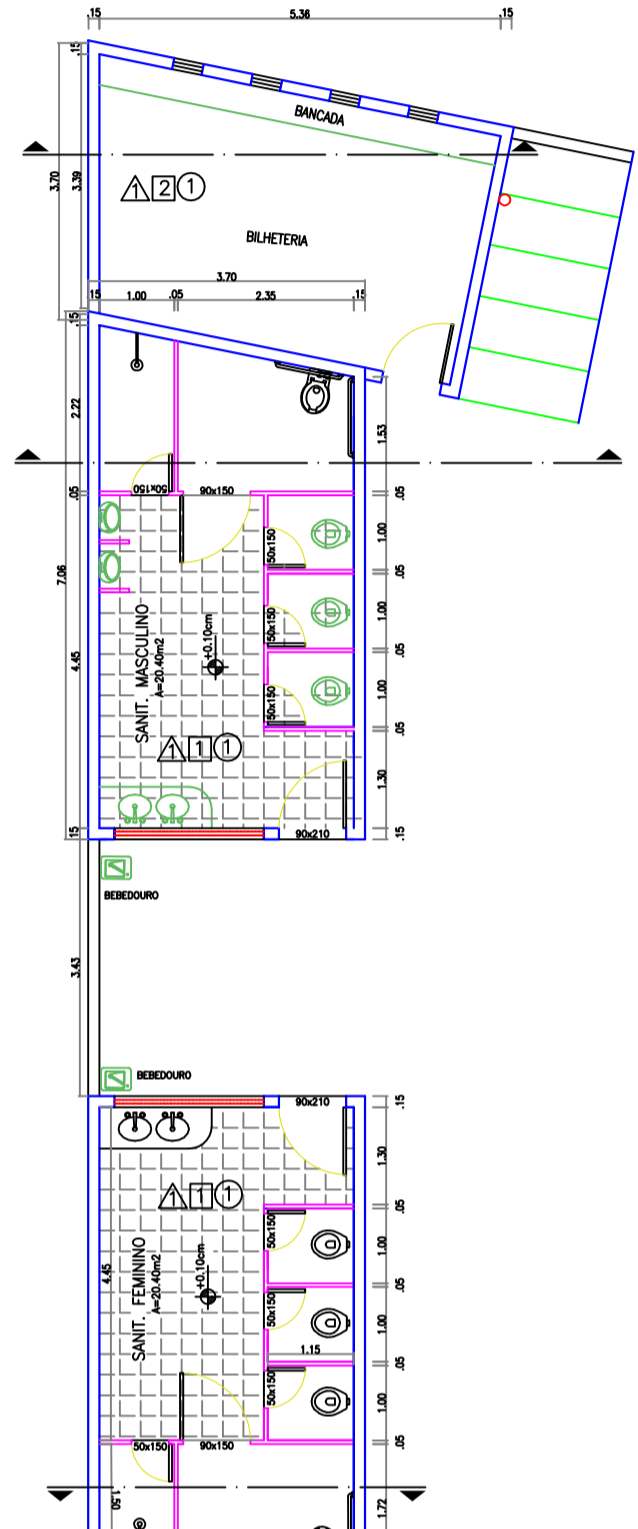 .15
5.36
.15
.15
BANCADA
3.70
3.39
1
2
1
BILHETERIA
3.70
.15
1.00
.05
2.35
.15
.15
2.22
1.53
50x150
90x150
.05
.05
50x150
1.00
7.06
.05
SANIT. MASCULINO
A=20.40m2
+0.10cm
50x150
1.00
4.45
.05
50x150
1.00
.05
1
1
1
1.30
.15
90x210
.15
BEBEDOURO
3.43
BEBEDOURO
90x210
.15
1.30
1
1
1
.05
50x150
1.00
4.45
SANIT. FEMININO
A=20.40m2
+0.10cm
.05
50x150
1.00
1.15
.05
50x150
1.00
50x150
90x150
.05
1.50
1.72